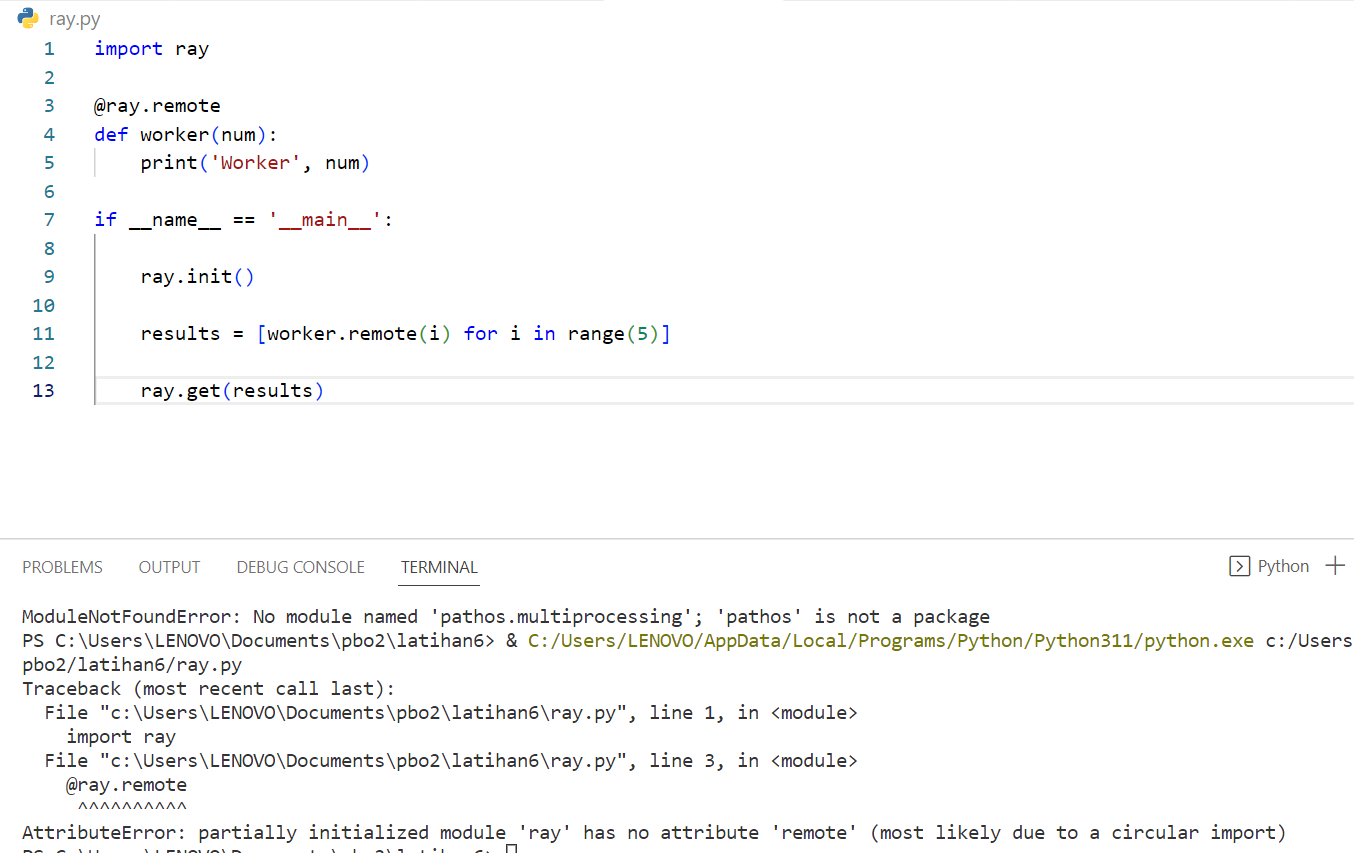 ray.py
1 import ray
2
3 @ray.remote
4 def worker(num):
5     print('Worker', num)
6
7 if __name__ == '__main__':
8
9     ray.init()
10
11     results = [worker.remote(i) for i in range(5)]
12
13     ray.get(results)
PROBLEMS OUTPUT DEBUG CONSOLE TERMINAL Python
ModuleNotFoundError: No module named 'pathos.multiprocessing'; 'pathos' is not a package
PS C:\Users\LENOVO\Documents\pbo2\latihan6> & C:/Users/LENOVO/AppData/Local/Programs/Python/Python311/python.exe c:/Users
pbo2/latihan6/ray.py
Traceback (most recent call last):
  File "c:\Users\LENOVO\Documents\pbo2\latihan6\ray.py", line 1, in <module>
    import ray
  File "c:\Users\LENOVO\Documents\pbo2\latihan6\ray.py", line 3, in <module>
    @ray.remote
     ^^^^^^^^^^
AttributeError: partially initialized module 'ray' has no attribute 'remote' (most likely due to a circular import)
PS C:\Users\LENOVO\Documents\pbo2\latihan6>